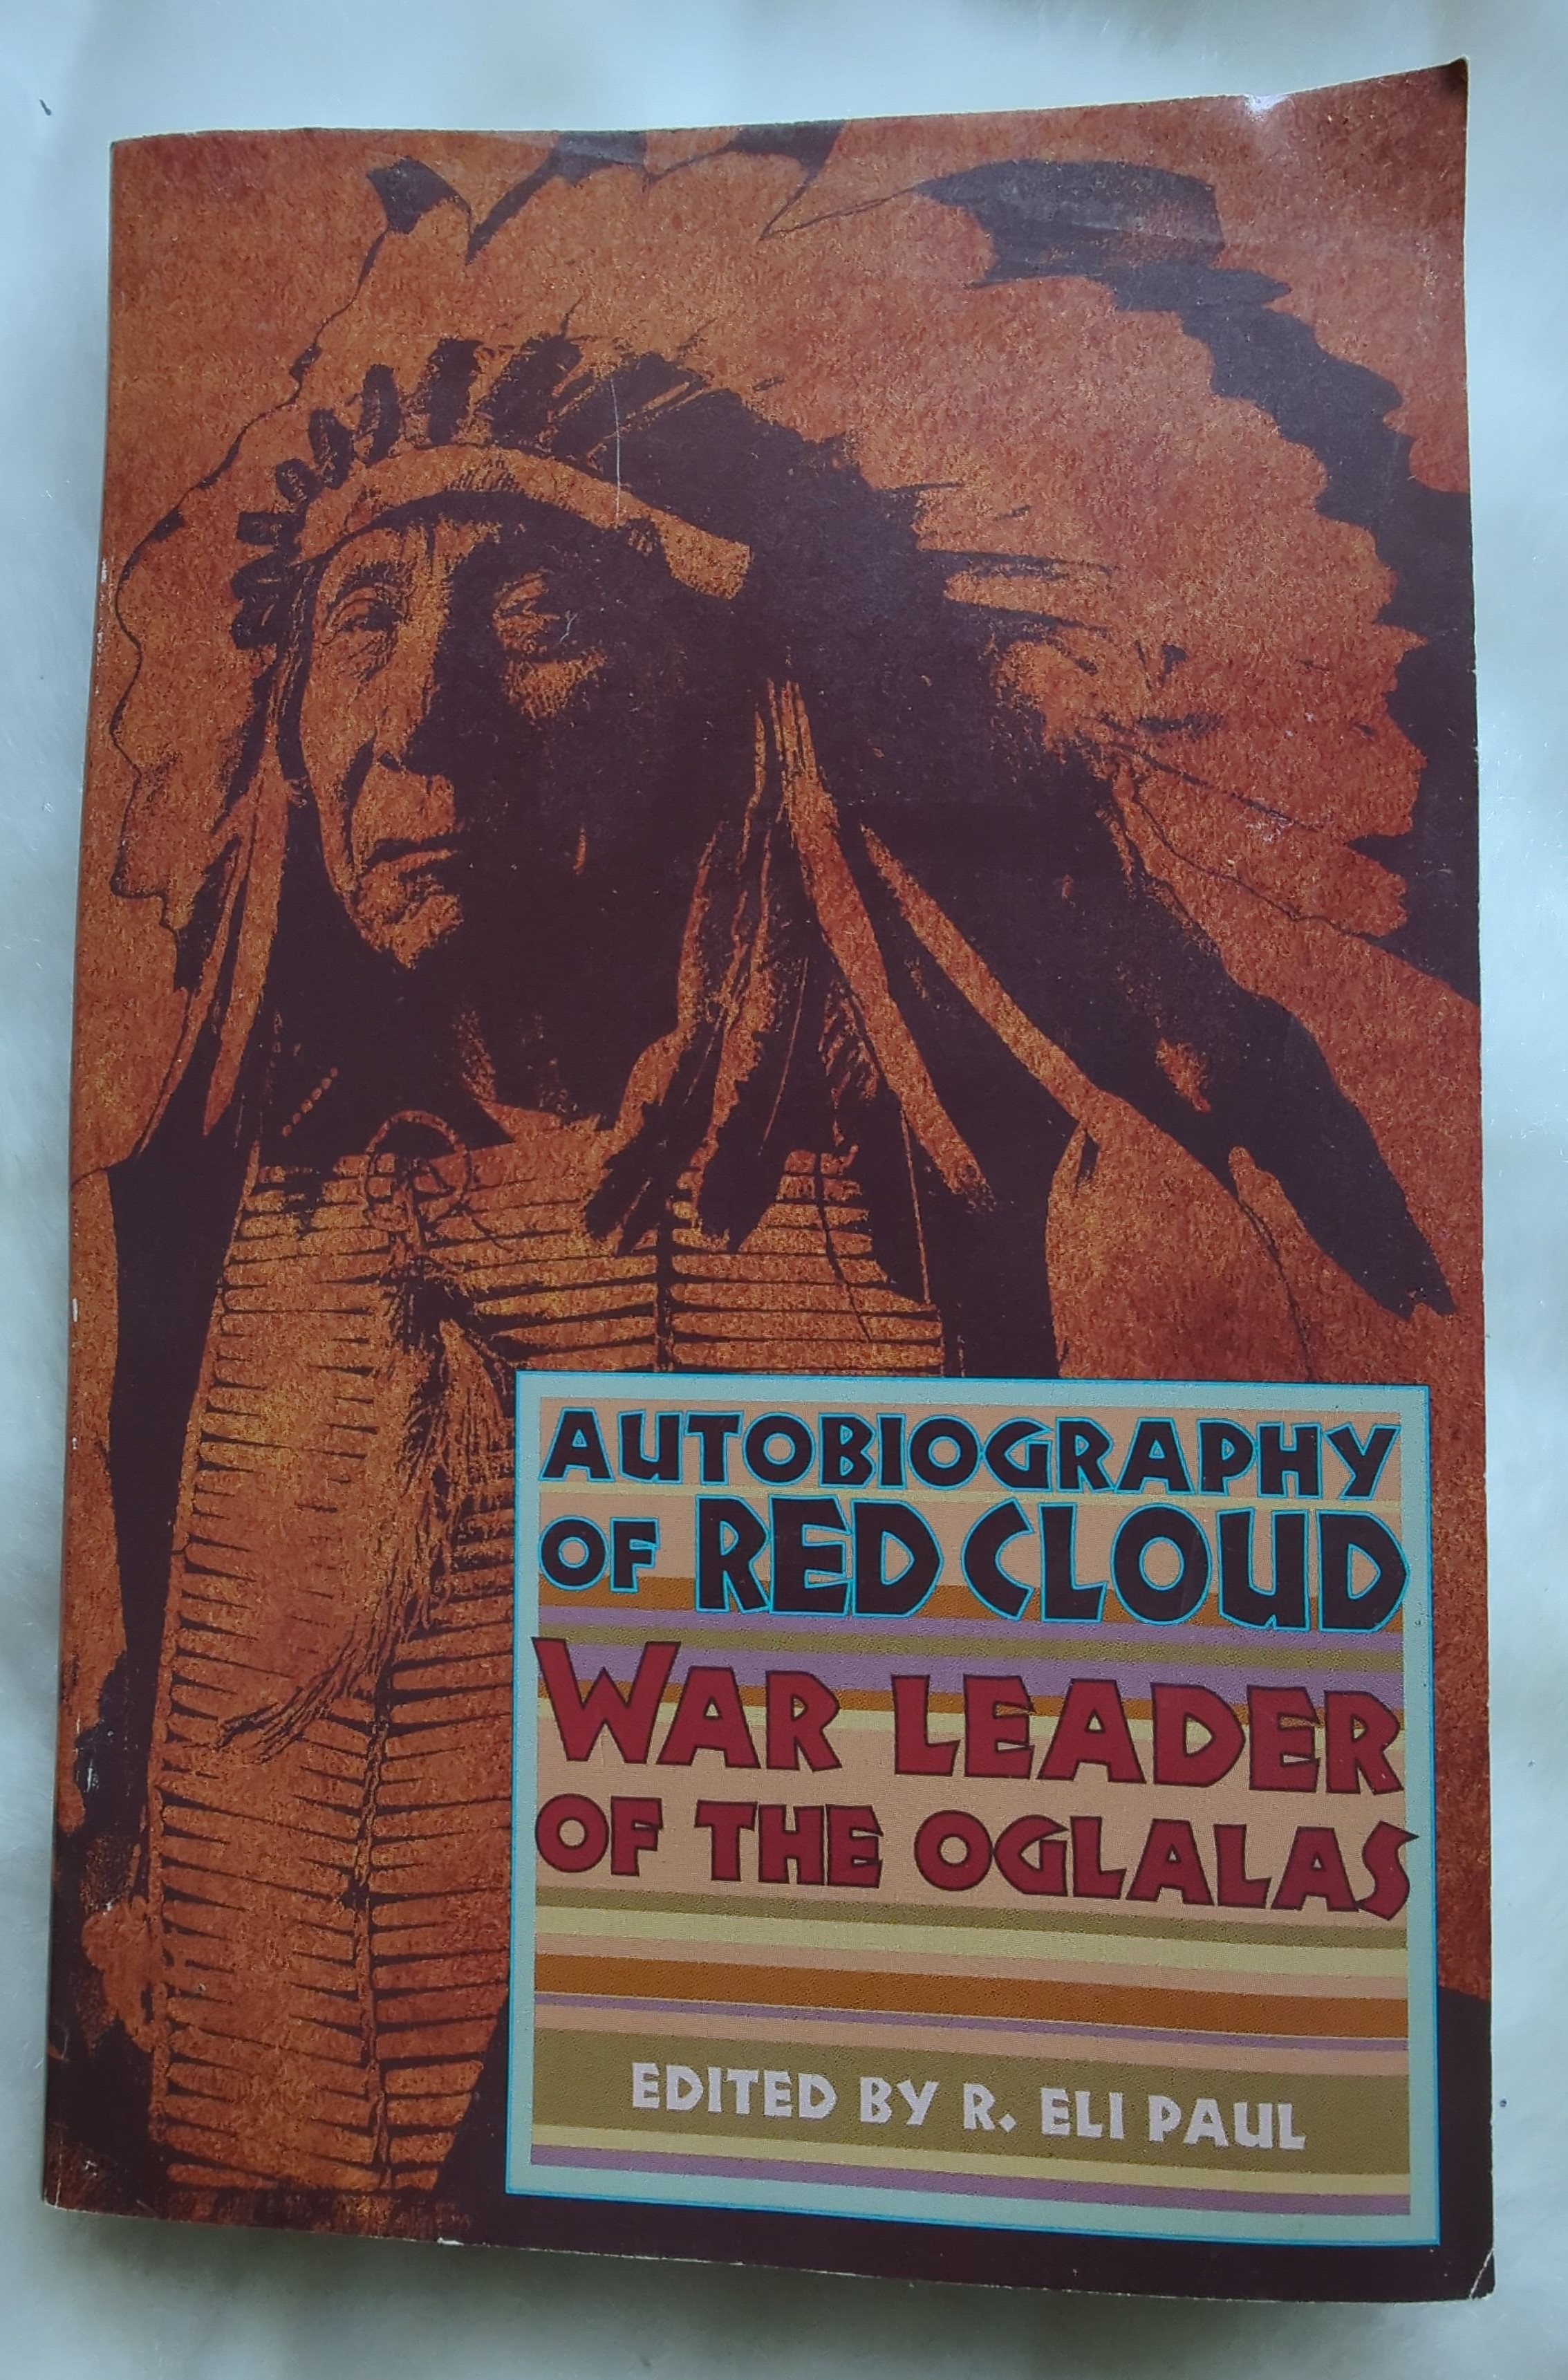 AUTOBIOGRAPHY
OF RED CLOUD
WAR LEADER
OF THE OGLALAS
EDITED BY R. ELI PAUL